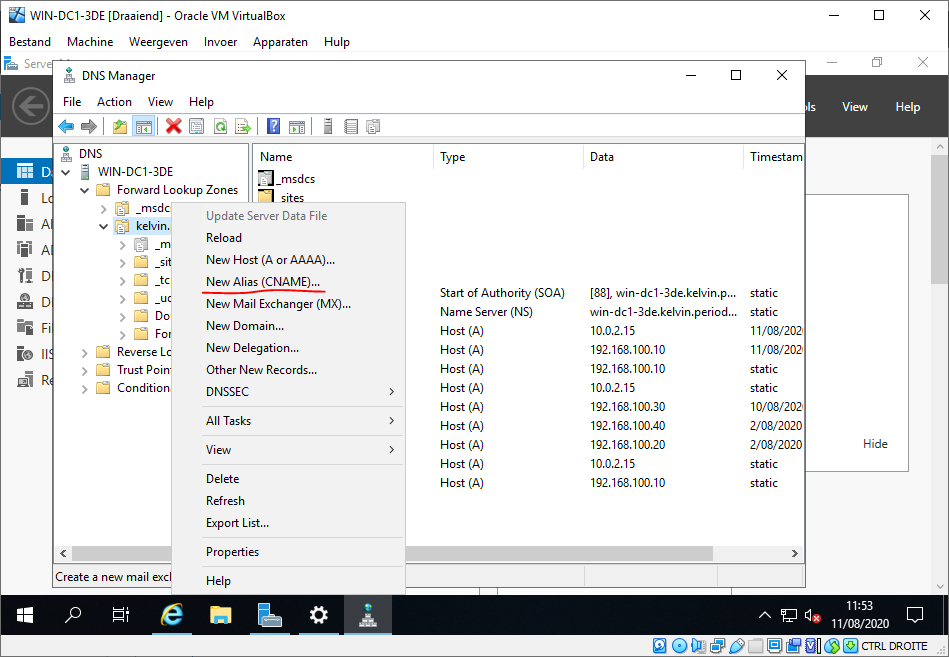 WIN-DC1-3DE [Draaiend] - Oracle VM VirtualBox
Bestand Machine Weergeven Invoer Apparaten Hulp
Serve
DNS Manager
File Action View Help
ols View Help
DNS
WIN-DC1-3DE
Forward Lookup Zones
_msdc
kelvin.
_m
_sit
_tc
_uc
Do
For
Reverse Lo
Trust Poin
Condition
Name Type Data Timestam
_msdcs
_sites
Start of Authority (SOA) [88], win-dc1-3de.kelvin.p... static
Name Server (NS) win-dc1-3de.kelvin.period... static
Host (A) 10.0.2.15 11/08/2020
Host (A) 192.168.100.10 11/08/2020
Host (A) 192.168.100.10 static
Host (A) 10.0.2.15 static
Host (A) 192.168.100.30 10/08/202
Host (A) 192.168.100.40 2/08/2020
Host (A) 192.168.100.20 2/08/2020
Host (A) 10.0.2.15 static
Host (A) 192.168.100.10 static
Update Server Data File
Reload
New Host (A or AAAA)...
New Alias (CNAME)...
New Mail Exchanger (MX)...
New Domain...
New Delegation...
Other New Records...
DNSSEC
All Tasks
View
Delete
Refresh
Export List...
Properties
Help
D
Lo
Al
AI
D
D
Fi
IIS
Re
Hide
Create a new mail excl
11:53
11/08/2020
CTRL DROITE